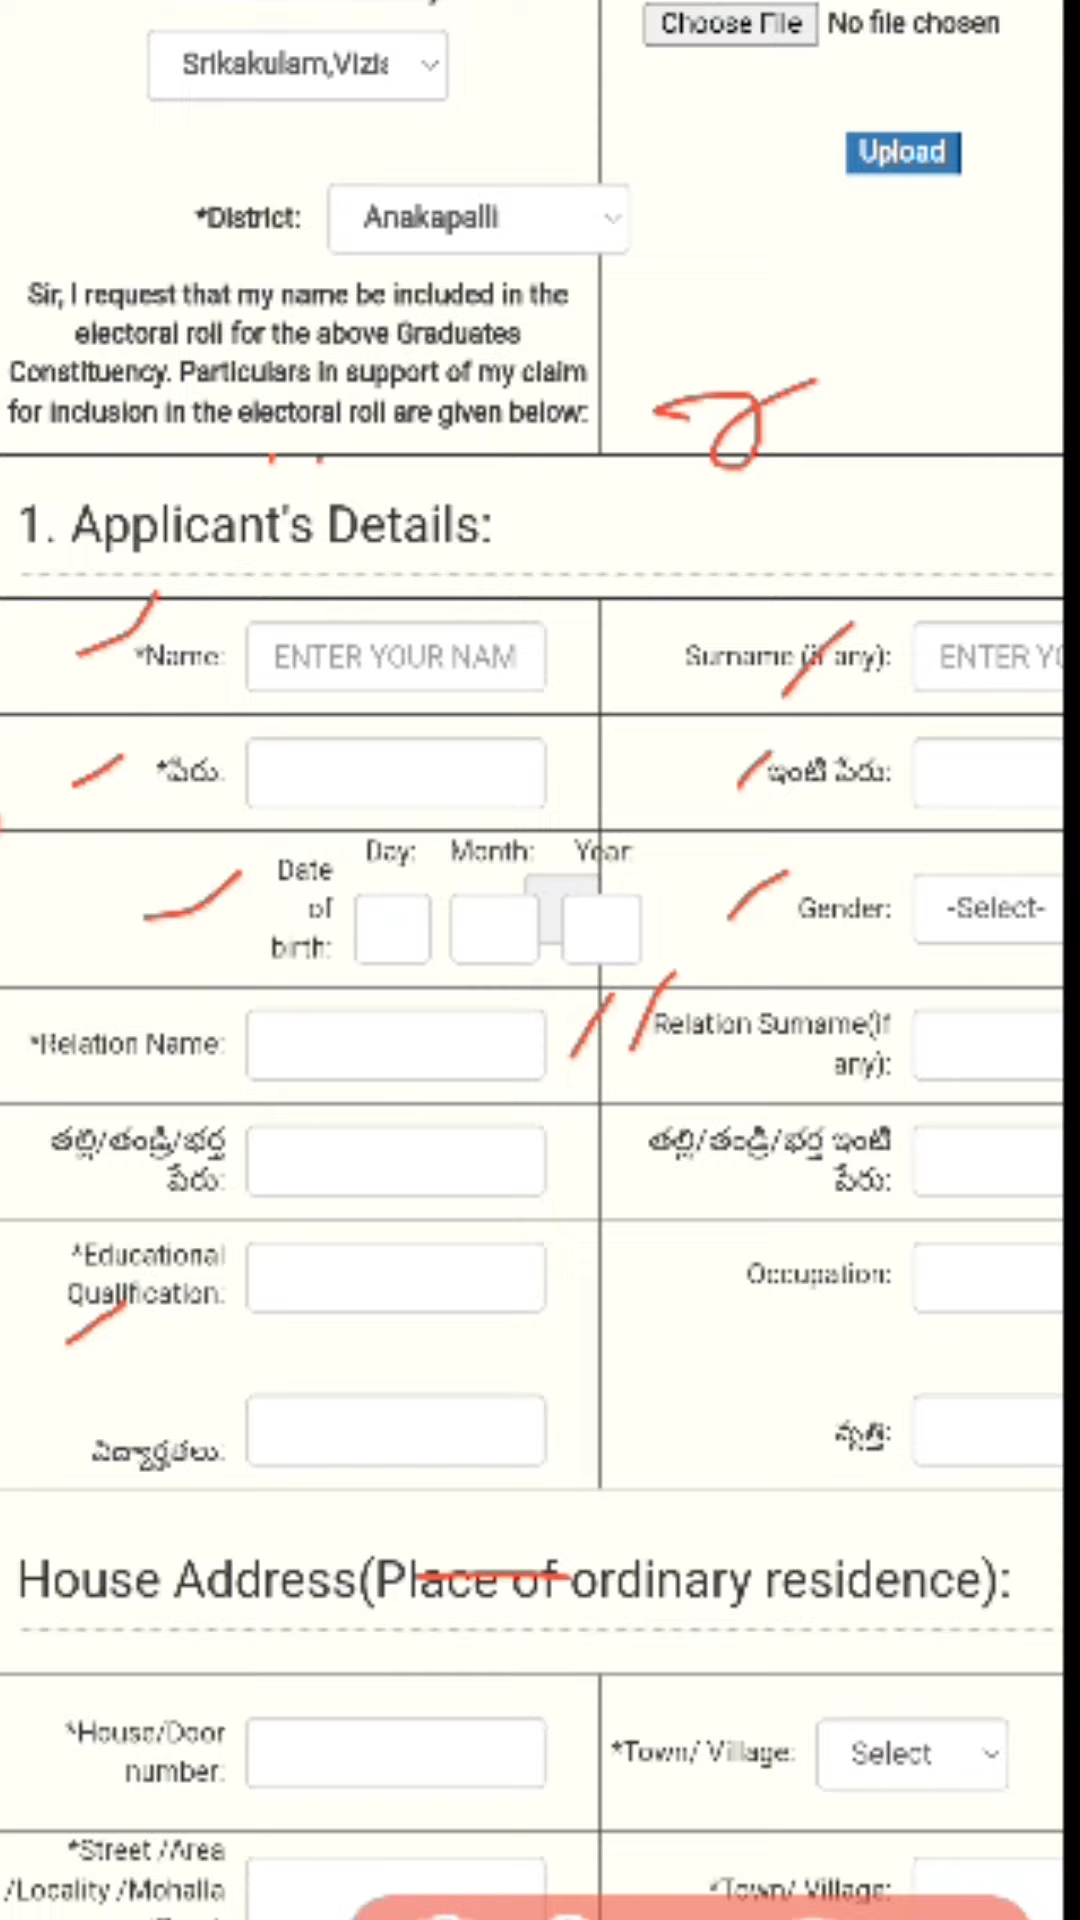 Choose File No file chosen
Srikakulam,Vizia
Upload
*District: Anakapalli
Sir, I request that my name be included in the
electoral roll for the above Graduates
Constituency. Particulars in support of my claim
for inclusion in the electoral roll are given below:
1. Applicant's Details:
*Name: ENTER YOUR NAM
Surname (if any): ENTER YO
*పేరు:
ఇంటి పేరు:
Date
of
birth:
Day: Month: Year:
Gender: -Select-
*Relation Name:
Relation Surname(if
any):
తల్లి/తండ్రి/భర్త
పేరు:
తల్లి/తండ్రి/భర్త ఇంటి
పేరు:
*Educational
Qualification:
Occupation:
విద్యార్హతలు:
వృత్తి:
House Address(Place of ordinary residence):
*House/Door
number:
*Town/ Village: Select
*Street /Area
/Locality /Mohalla
*Town/ Village: